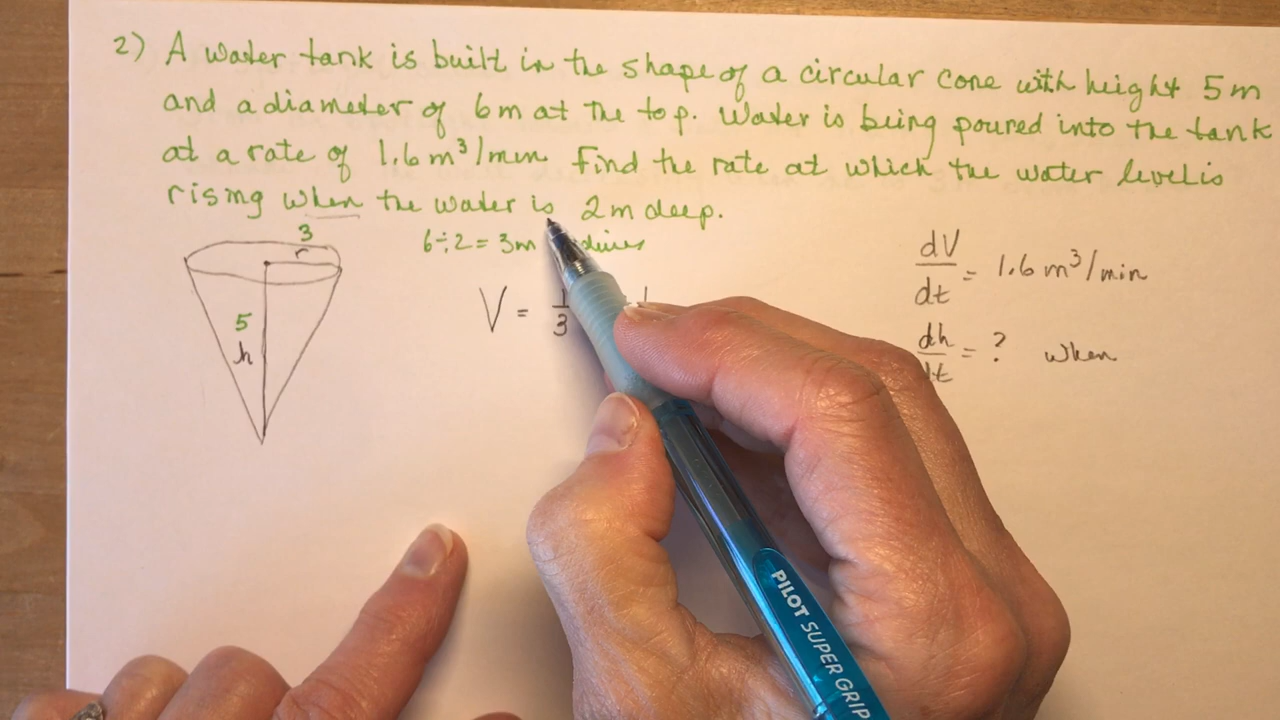 2) A water tank is built in the shape of a circular cone with height 5m
and a diameter of 6m at the top. Water is being poured into the tank
at a rate of 1.6 m³/min Find the rate at which the water level is
rising when the water is 2m deep.
6÷2 = 3m
3
r
5
h
V = 1/3
dV/dt = 1.6 m³/min
dh/dt = ? when
PILOT SUPER GRIP